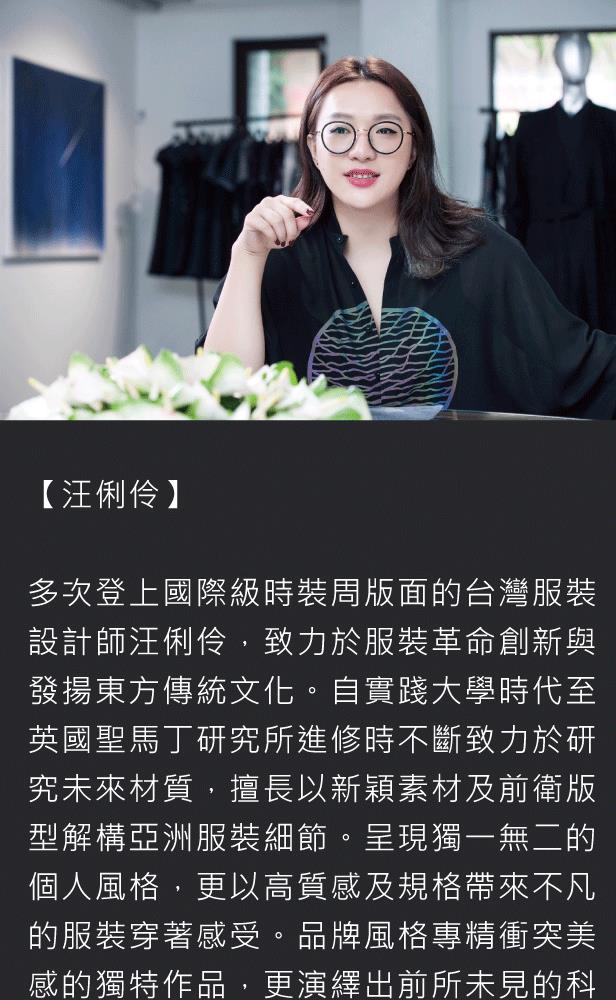 【汪俐伶】
多次登上國際級時裝周版面的台灣服裝
設計師汪俐伶，致力於服裝革命創新與
發揚東方傳統文化。自實踐大學時代至
英國聖馬丁研究所進修時不斷致力於研
究未來材質，擅長以新穎素材及前衛版
型解構亞洲服裝細節。呈現獨一無二的
個人風格，更以高質感及規格帶來不凡
的服裝穿著感受。品牌風格專精衝突美
感的獨特作品，更演繹出前所未見的科